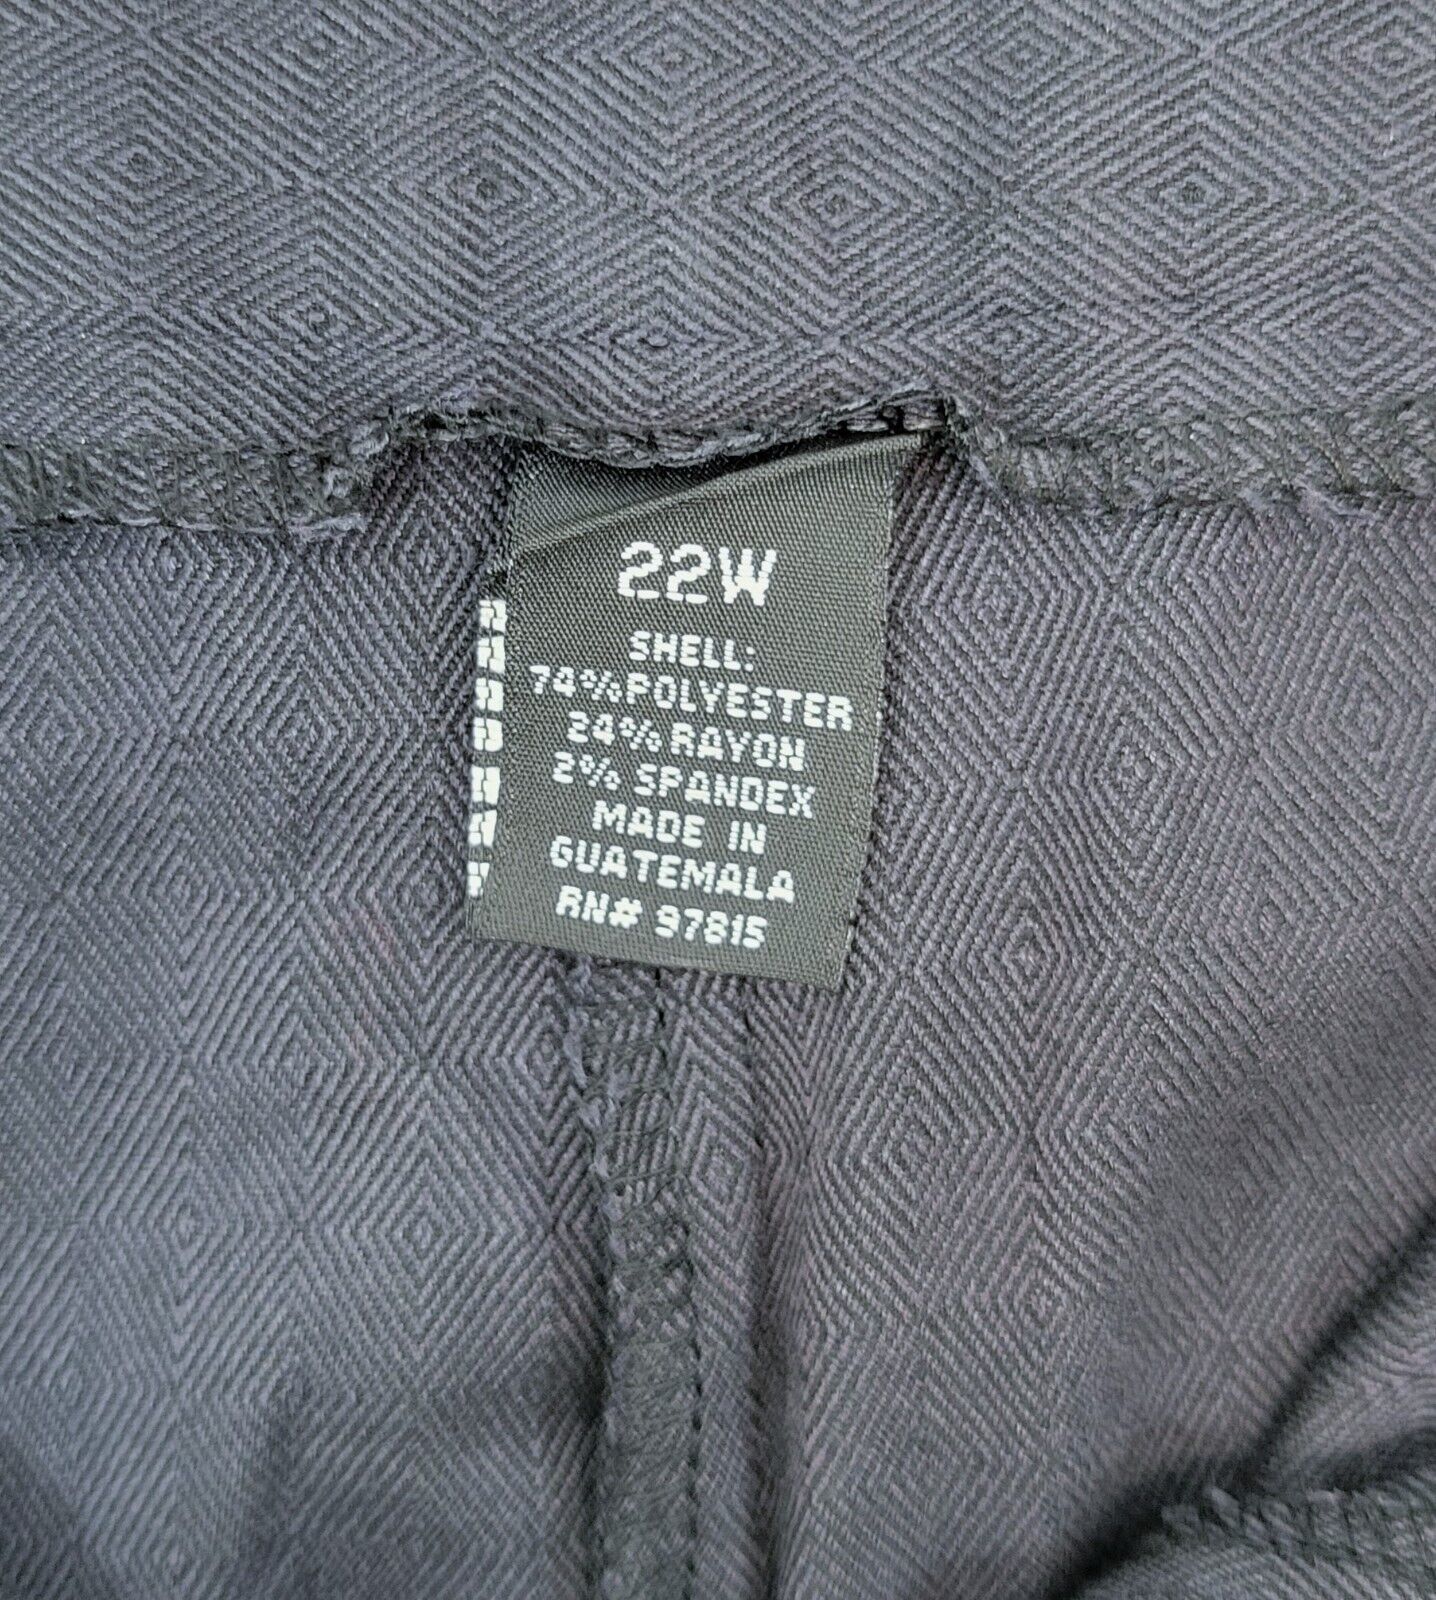 22W
SHELL:
74% POLYESTER
24% RAYON
2% SPANDEX
MADE IN
GUATEMALA
RN# 97815